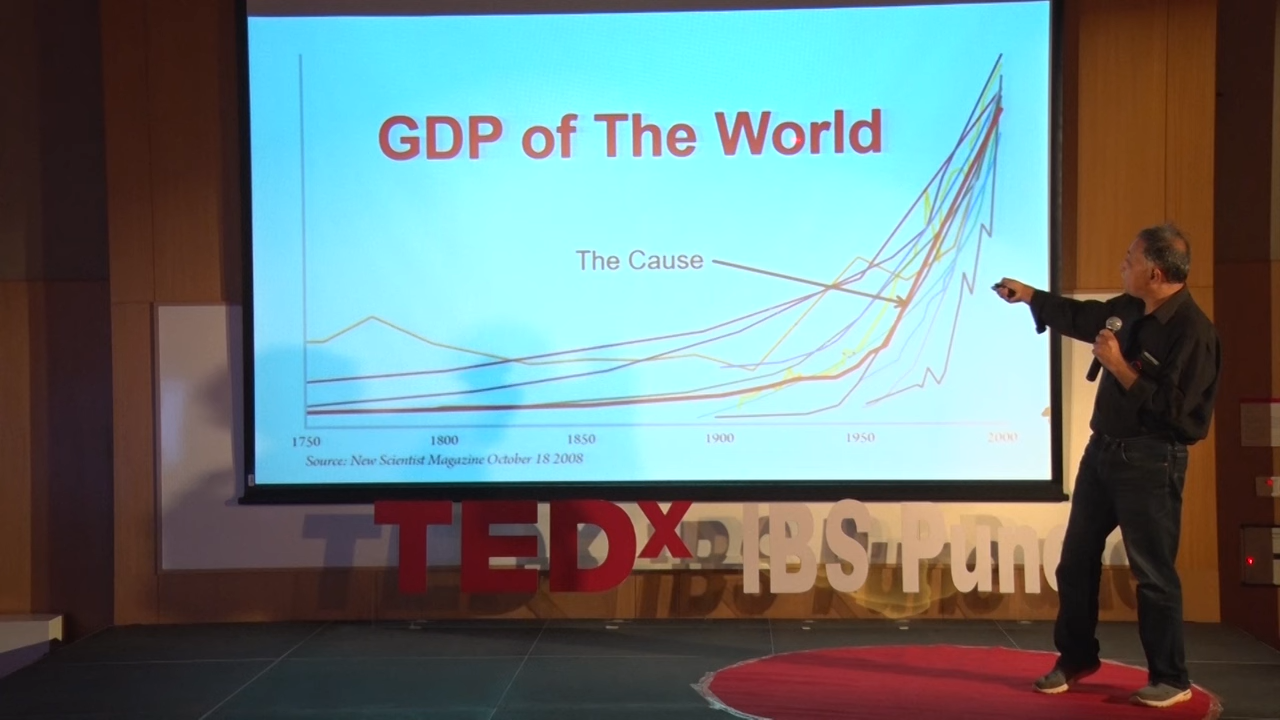 GDP of The World
The Cause
1750 1800 1850 1900 1950 2000
Source: New Scientist Magazine October 18 2008
TEDx IBS Pune